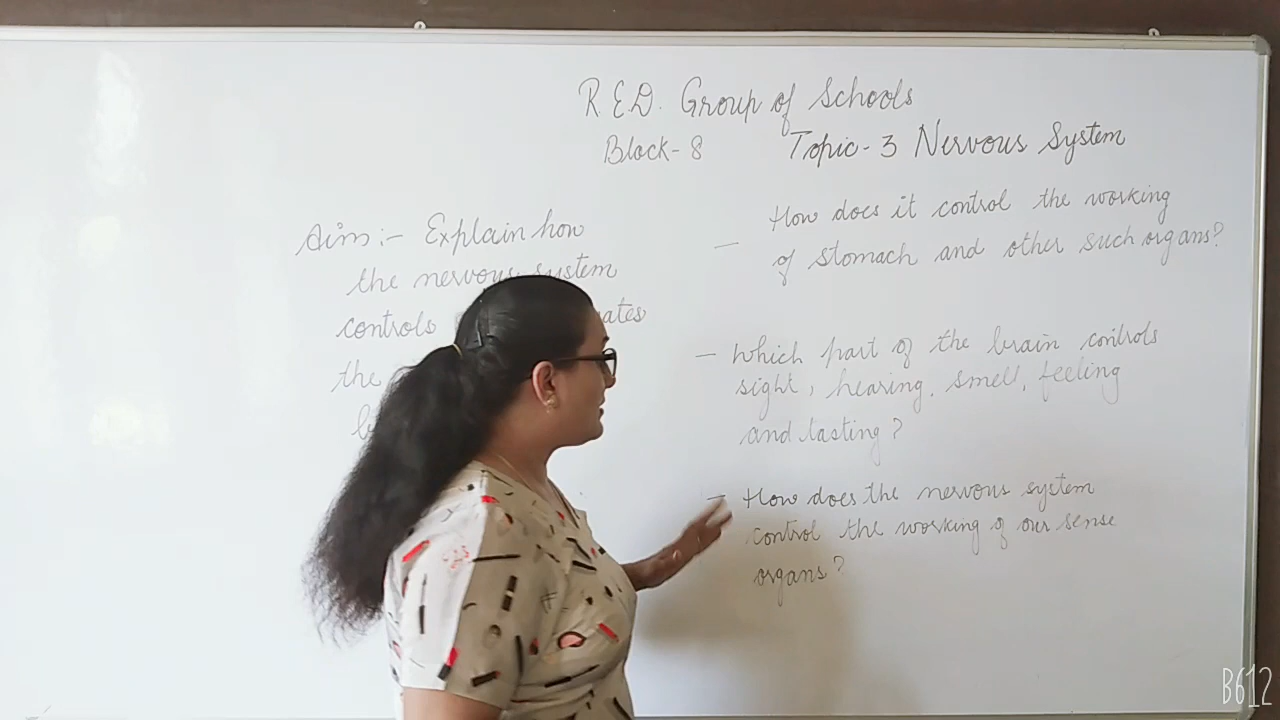 R.E.D. Group of Schools
Block-8 Topic-3 Nervous System
Aim:- Explain how
the nervous system
controls
the
— How does it control the working
of stomach and other such organs?
— Which part of the brain controls
sight, hearing, smell, feeling
and tasting?
— How does the nervous system
control the working of our sense
organs?
B612